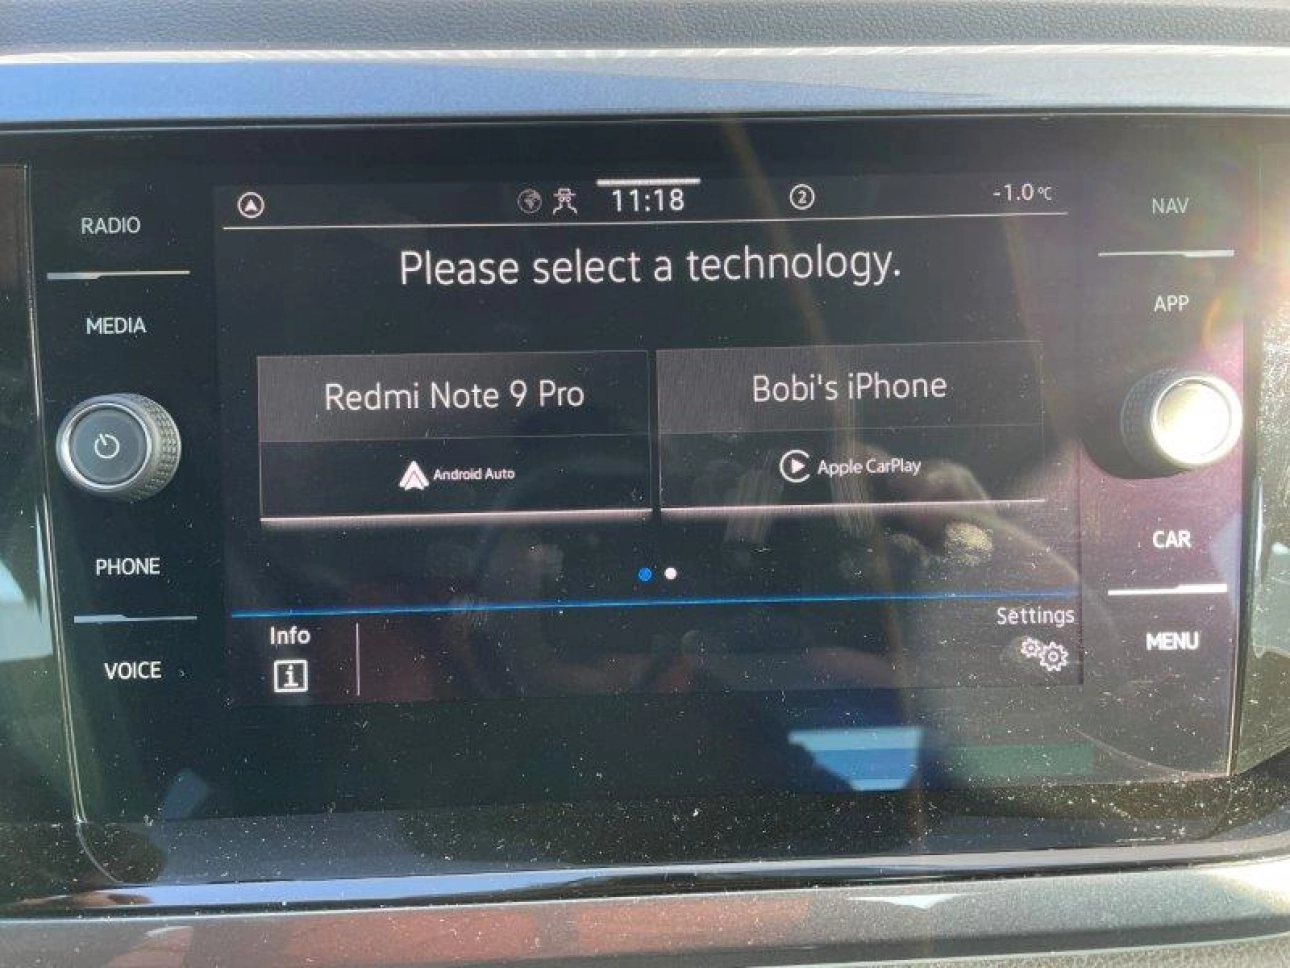 RADIO
MEDIA
PHONE
VOICE
11:18
2
-1.0 °C
Please select a technology.
Redmi Note 9 Pro
Android Auto
Bobi's iPhone
Apple CarPlay
Info
i
Settings
NAV
APP
CAR
MENU